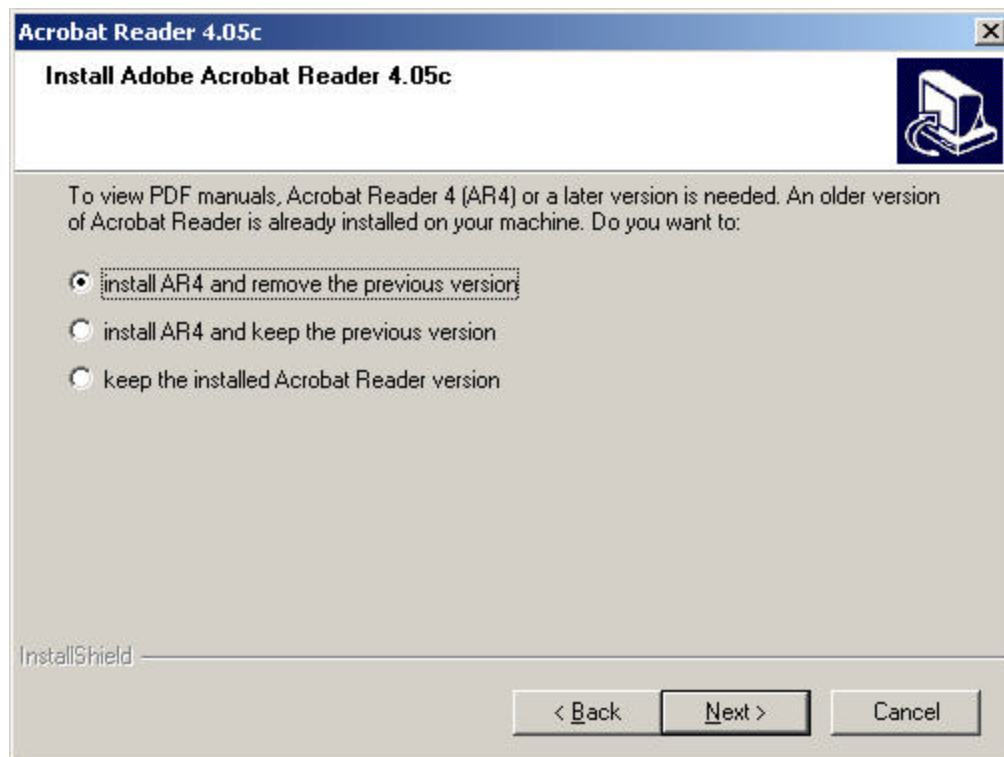 Acrobat Reader 4.05c
Install Adobe Acrobat Reader 4.05c
To view PDF manuals, Acrobat Reader 4 (AR4) or a later version is needed. An older version
of Acrobat Reader is already installed on your machine. Do you want to:
install AR4 and remove the previous version
install AR4 and keep the previous version
keep the installed Acrobat Reader version
InstallShield
< Back Next > Cancel